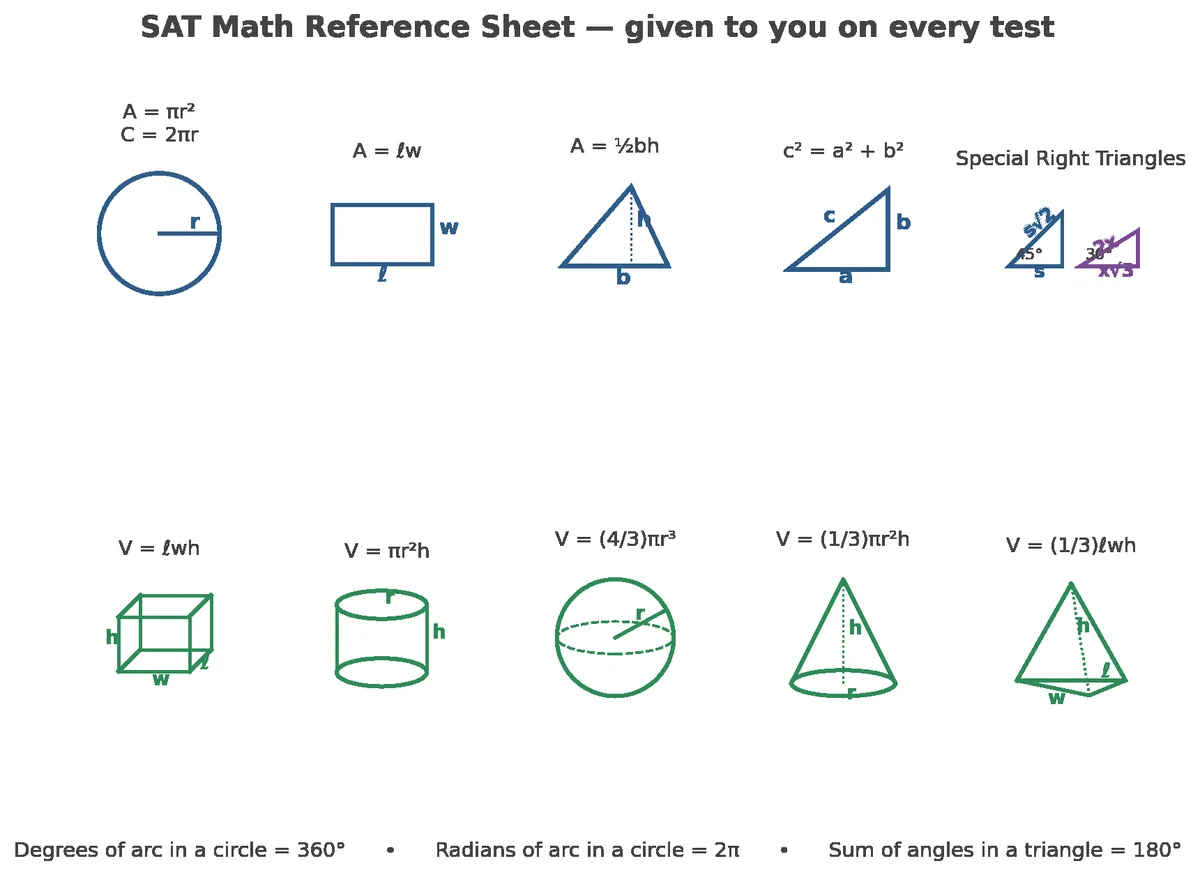 SAT Math Reference Sheet — given to you on every test
A = πr²
C = 2πr
r
A = ℓw
w
ℓ
A = ½bh
h
b
c² = a² + b²
c
b
a
Special Right Triangles
s√2
45°
s
2x
30°
x√3
V = ℓwh
h
ℓ
w
V = πr²h
r
h
V = (4/3)πr³
r
V = (1/3)πr²h
h
r
V = (1/3)ℓwh
h
ℓ
w
Degrees of arc in a circle = 360° • Radians of arc in a circle = 2π • Sum of angles in a triangle = 180°